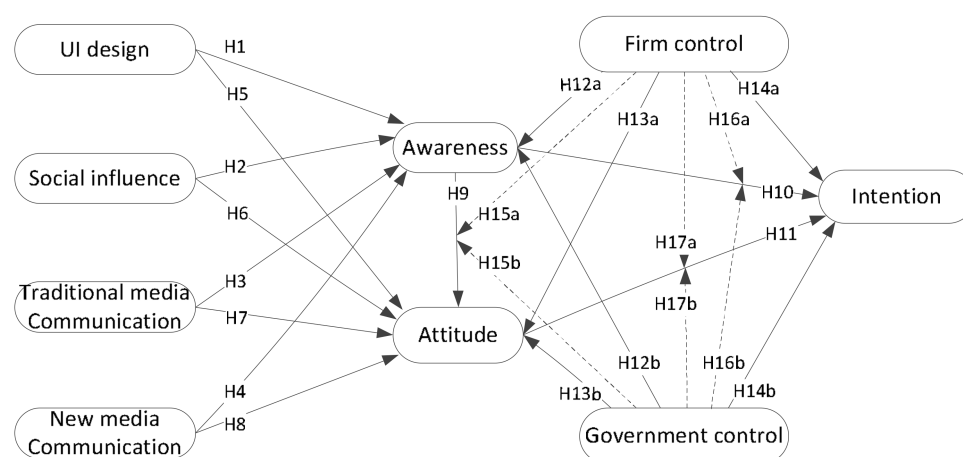 UI design
H1
Firm control
H5
H12a
H14a
H13a
H16a
Awareness
H2
Social influence
H9
H10
Intention
H6
H15a
H11
H17a
H15b
H3
Traditional media
Communication
H7
H17b
Attitude
H12b
H16b
H4
H13b
H14b
H8
New media
Communication
Government control